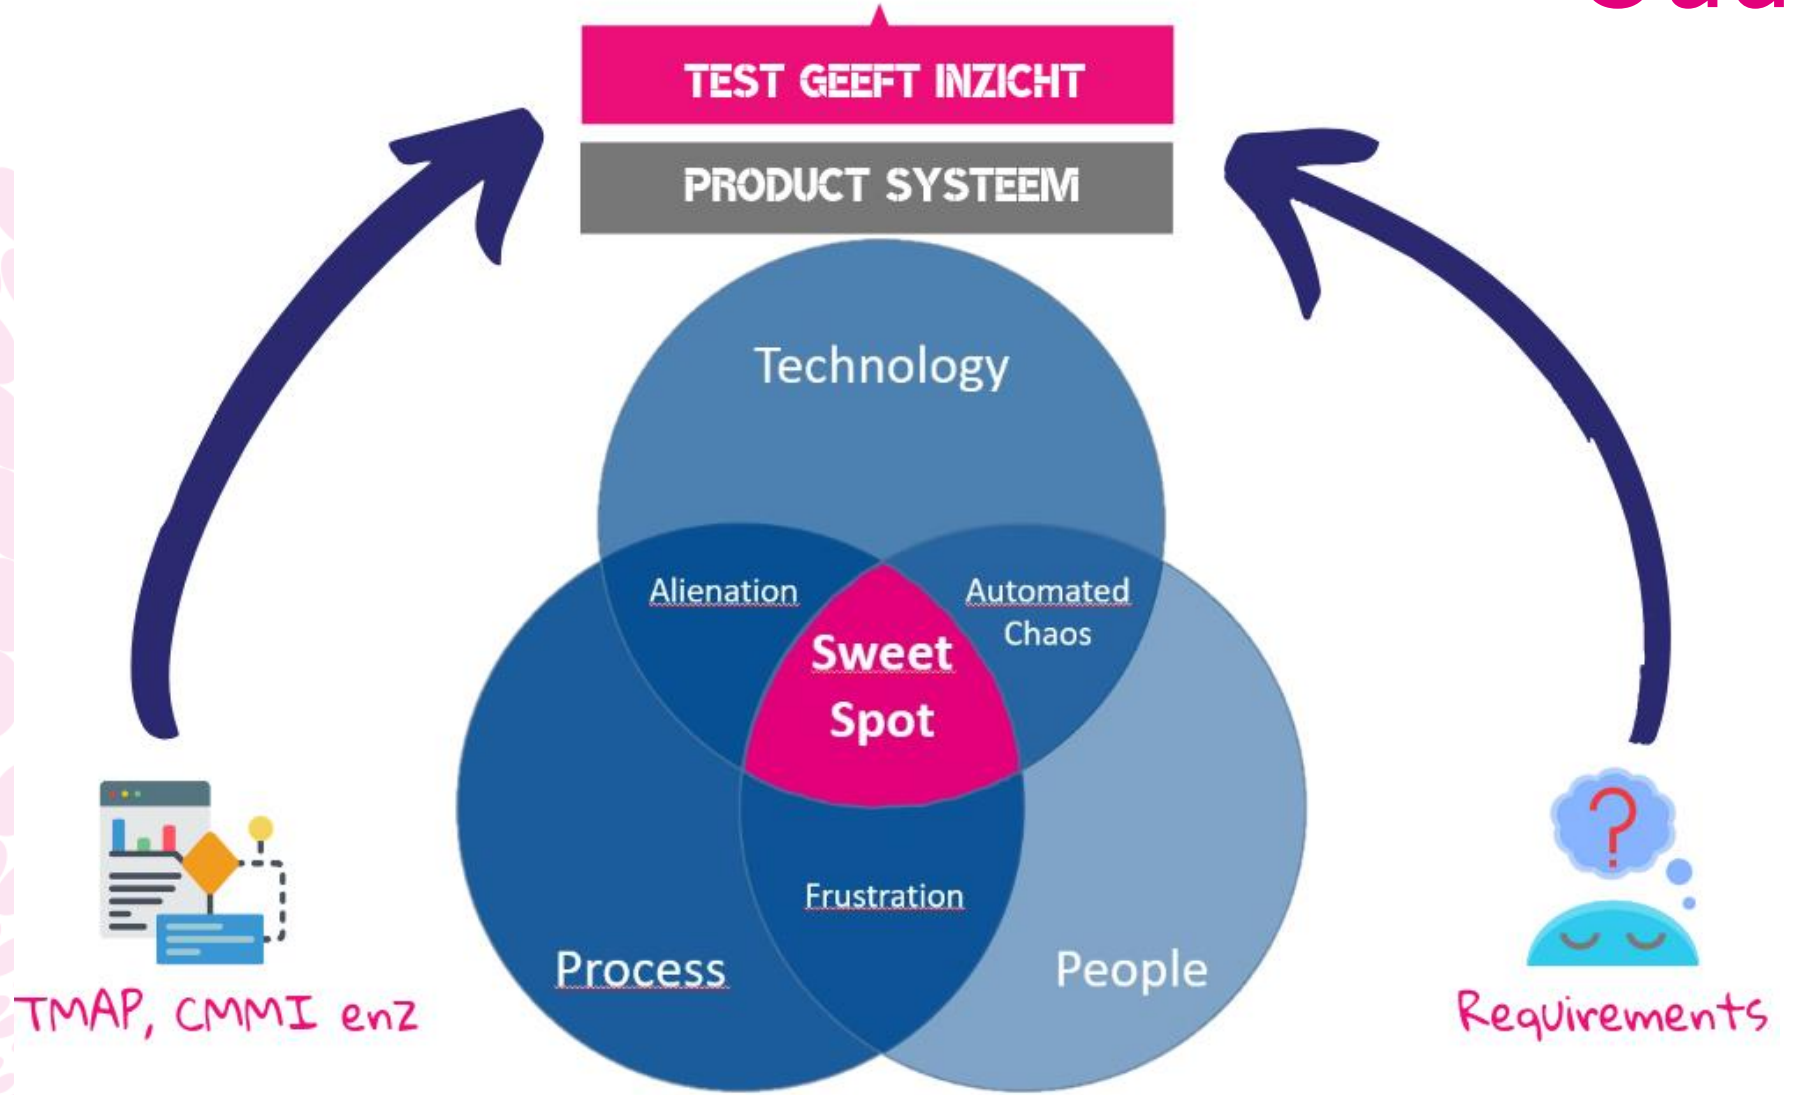 TEST GEEFT INZICHT
PRODUCT SYSTEEM
Technology
Alienation
Automated
Chaos
Sweet
Spot
Frustration
Process
People
TMAP, CMMI enz
Requirements